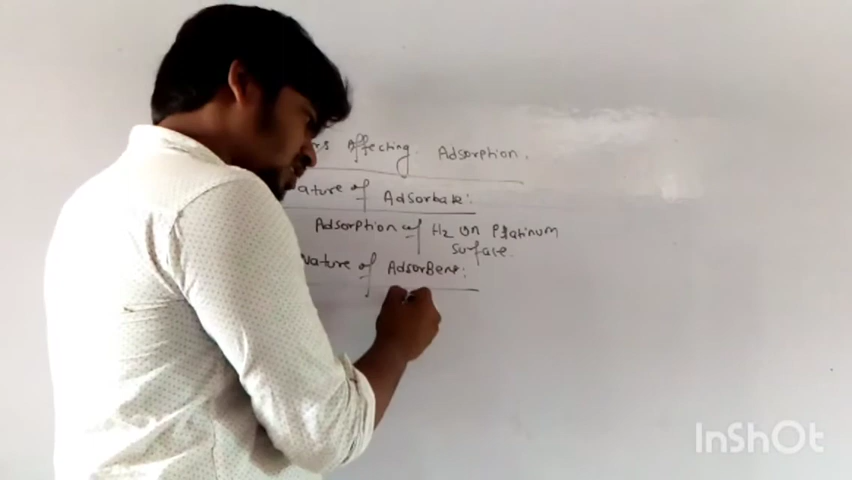 Affecting. Adsorption.
ature of Adsorbate:
Adsorption of H2 on Platinum
Surface.
Nature of AdsorBent:
InShOt